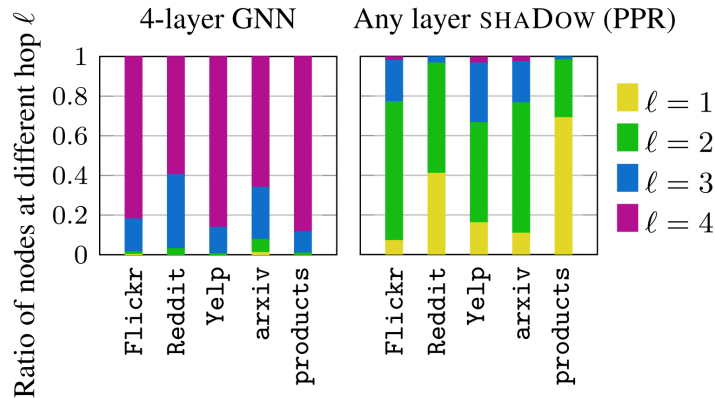 4-layer GNN
Any layer SHADOW (PPR)
Ratio of nodes at different hop ℓ
1
0.8
0.6
0.4
0.2
0
Flickr
Reddit
Yelp
arxiv
products
Flickr
Reddit
Yelp
arxiv
products
ℓ = 1
ℓ = 2
ℓ = 3
ℓ = 4